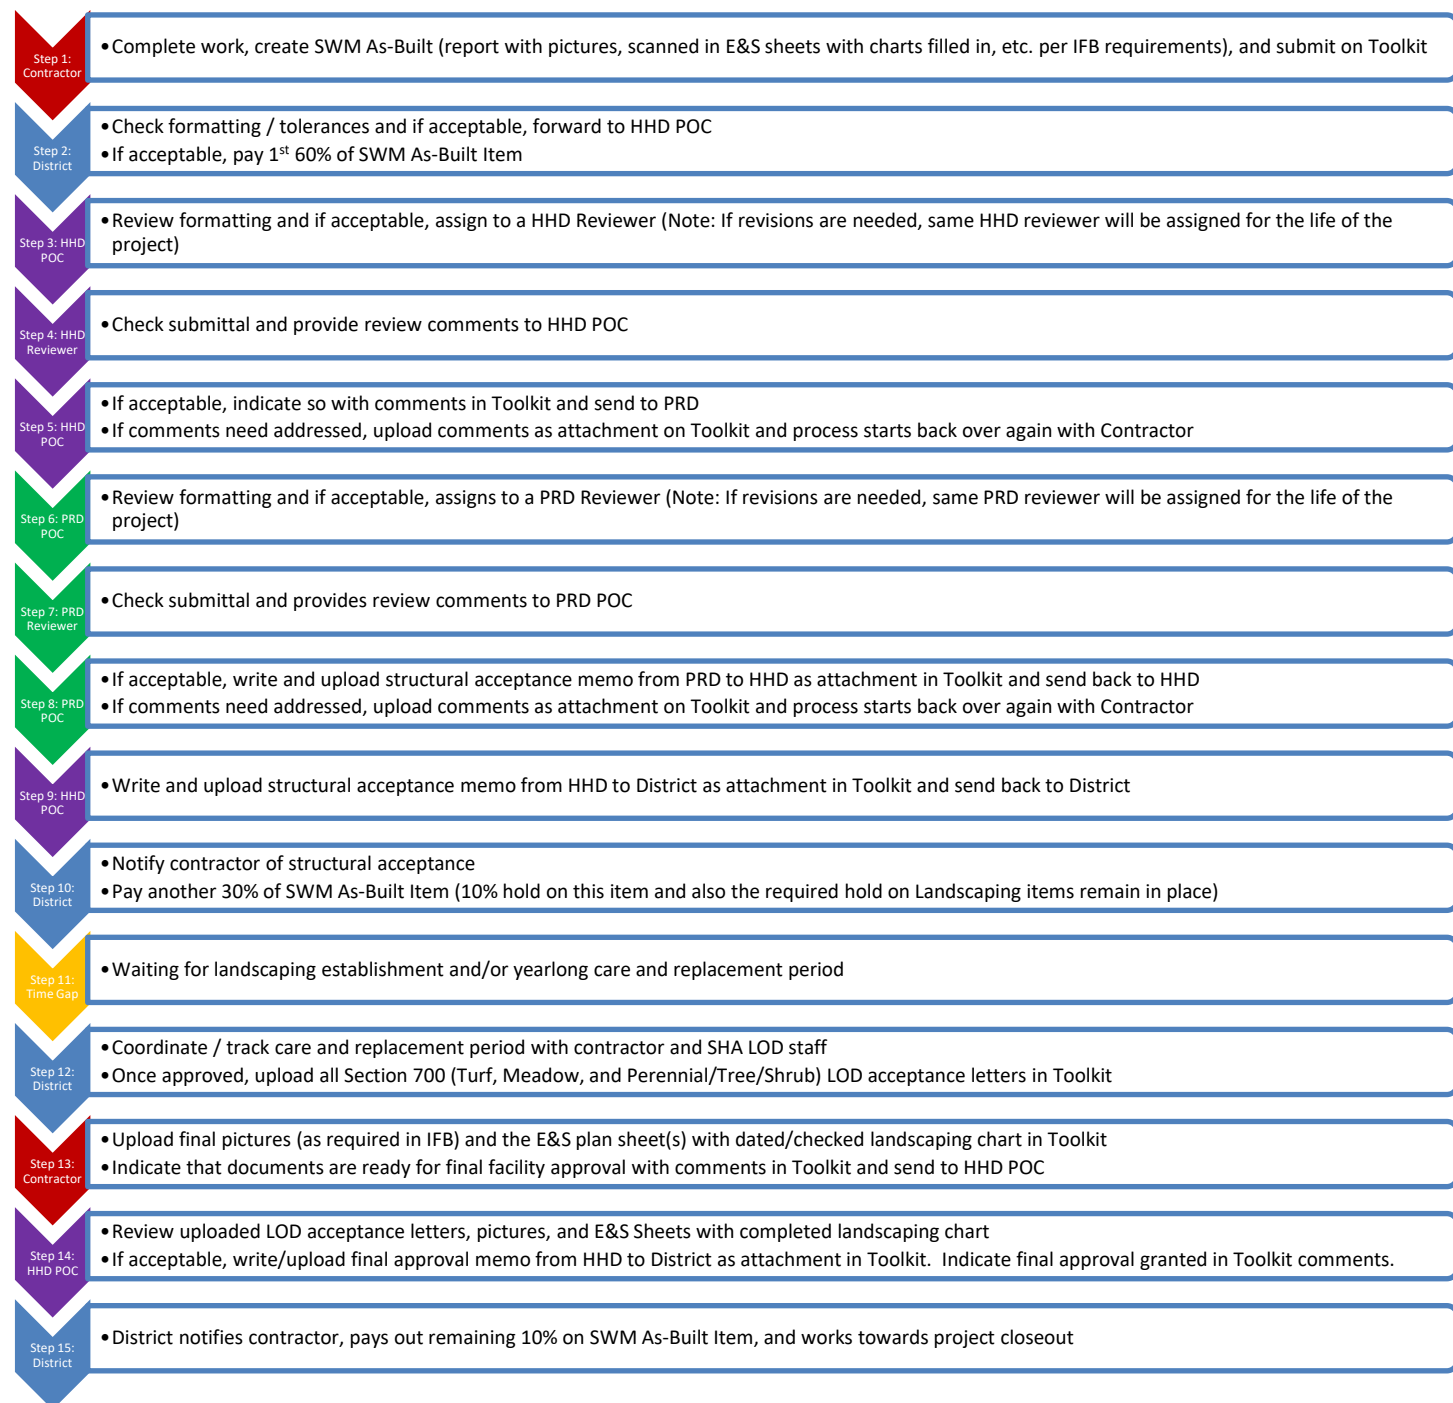 Step 1:
Contractor
•Complete work, create SWM As-Built (report with pictures, scanned in E&S sheets with charts filled in, etc. per IFB requirements), and submit on Toolkit
Step 2:
District
•Check formatting / tolerances and if acceptable, forward to HHD POC
•If acceptable, pay 1st 60% of SWM As-Built Item
Step 3: HHD
POC
•Review formatting and if acceptable, assign to a HHD Reviewer (Note: If revisions are needed, same HHD reviewer will be assigned for the life of the
project)
Step 4: HHD
Reviewer
•Check submittal and provide review comments to HHD POC
Step 5: HHD
POC
•If acceptable, indicate so with comments in Toolkit and send to PRD
•If comments need addressed, upload comments as attachment on Toolkit and process starts back over again with Contractor
Step 6: PRD
POC
•Review formatting and if acceptable, assigns to a PRD Reviewer (Note: If revisions are needed, same PRD reviewer will be assigned for the life of the
project)
Step 7: PRD
Reviewer
•Check submittal and provides review comments to PRD POC
Step 8: PRD
POC
•If acceptable, write and upload structural acceptance memo from PRD to HHD as attachment in Toolkit and send back to HHD
•If comments need addressed, upload comments as attachment on Toolkit and process starts back over again with Contractor
Step 9: HHD
POC
•Write and upload structural acceptance memo from HHD to District as attachment in Toolkit and send back to District
Step 10:
District
•Notify contractor of structural acceptance
•Pay another 30% of SWM As-Built Item (10% hold on this item and also the required hold on Landscaping items remain in place)
Step 11:
Time Gap
•Waiting for landscaping establishment and/or yearlong care and replacement period
Step 12:
District
•Coordinate / track care and replacement period with contractor and SHA LOD staff
•Once approved, upload all Section 700 (Turf, Meadow, and Perennial/Tree/Shrub) LOD acceptance letters in Toolkit
Step 13:
Contractor
•Upload final pictures (as required in IFB) and the E&S plan sheet(s) with dated/checked landscaping chart in Toolkit
•Indicate that documents are ready for final facility approval with comments in Toolkit and send to HHD POC
Step 14:
HHD POC
•Review uploaded LOD acceptance letters, pictures, and E&S Sheets with completed landscaping chart
•If acceptable, write/upload final approval memo from HHD to District as attachment in Toolkit.  Indicate final approval granted in Toolkit comments.
Step 15:
District
•District notifies contractor, pays out remaining 10% on SWM As-Built Item, and works towards project closeout